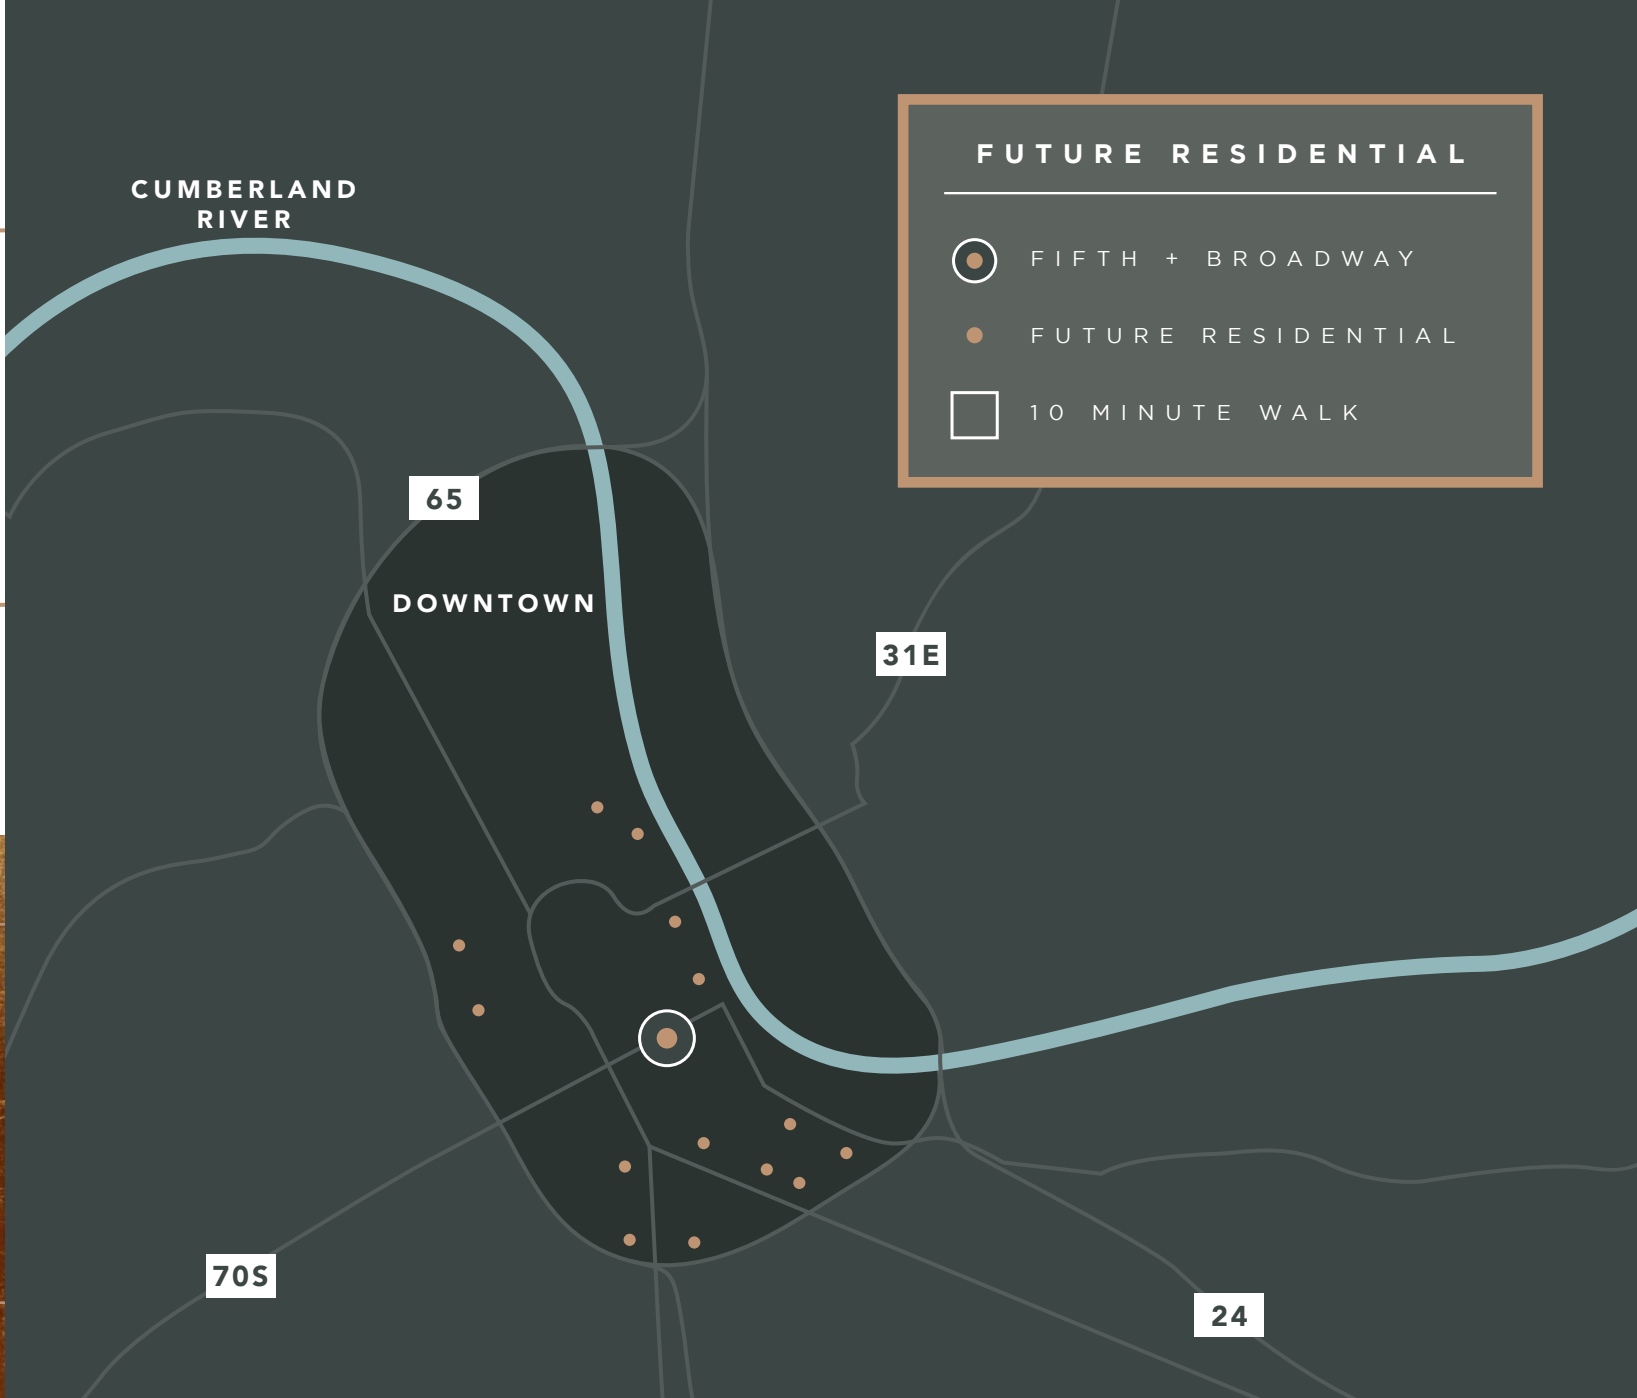 FUTURE RESIDENTIAL
FIFTH + BROADWAY
FUTURE RESIDENTIAL
10 MINUTE WALK
CUMBERLAND
RIVER
65
DOWNTOWN
31E
70S
24